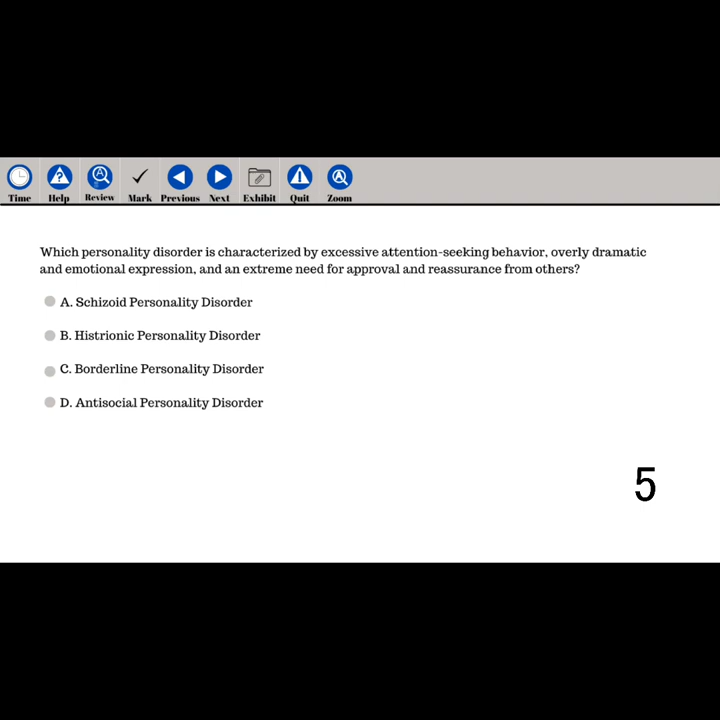 Time Help Review Mark Previous Next Exhibit Quit Zoom
Which personality disorder is characterized by excessive attention-seeking behavior, overly dramatic
and emotional expression, and an extreme need for approval and reassurance from others?
A. Schizoid Personality Disorder
B. Histrionic Personality Disorder
C. Borderline Personality Disorder
D. Antisocial Personality Disorder
5